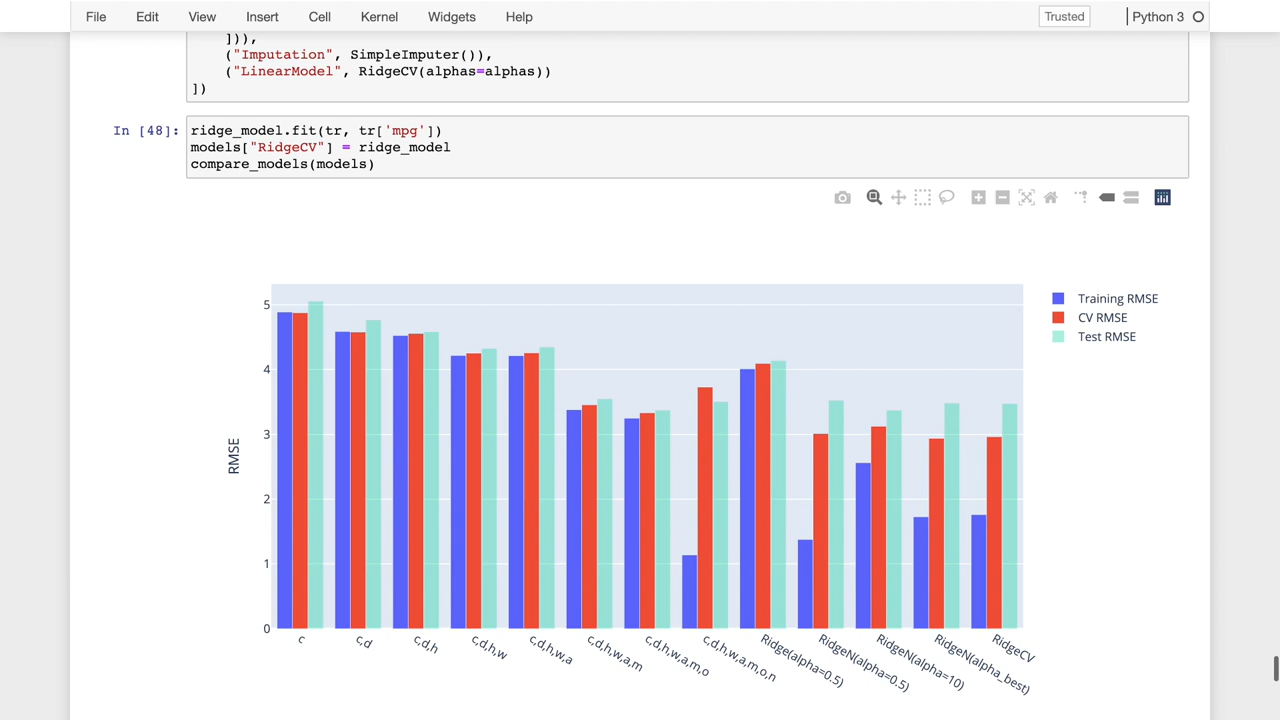 File Edit View Insert Cell Kernel Widgets Help Trusted Python 3
])),
("Imputation", SimpleImputer()),
("LinearModel", RidgeCV(alphas=alphas))
])
In [48]:
ridge_model.fit(tr, tr['mpg'])
models["RidgeCV"] = ridge_model
compare_models(models)
Training RMSE
CV RMSE
Test RMSE
RMSE
5
4
3
2
1
0
c
c,d
c,d,h
c,d,h,w
c,d,h,w,a
c,d,h,w,a,m
c,d,h,w,a,m,o
c,d,h,w,a,m,o,n
Ridge(alpha=0.5)
RidgeN(alpha=0.5)
RidgeN(alpha=10)
RidgeN(alpha_best)
RidgeCV